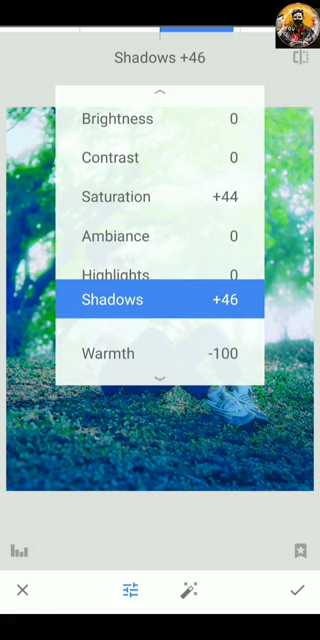 Shadows +46
Brightness 0
Contrast 0
Saturation +44
Ambiance 0
Highlights 0
Shadows +46
Warmth -100